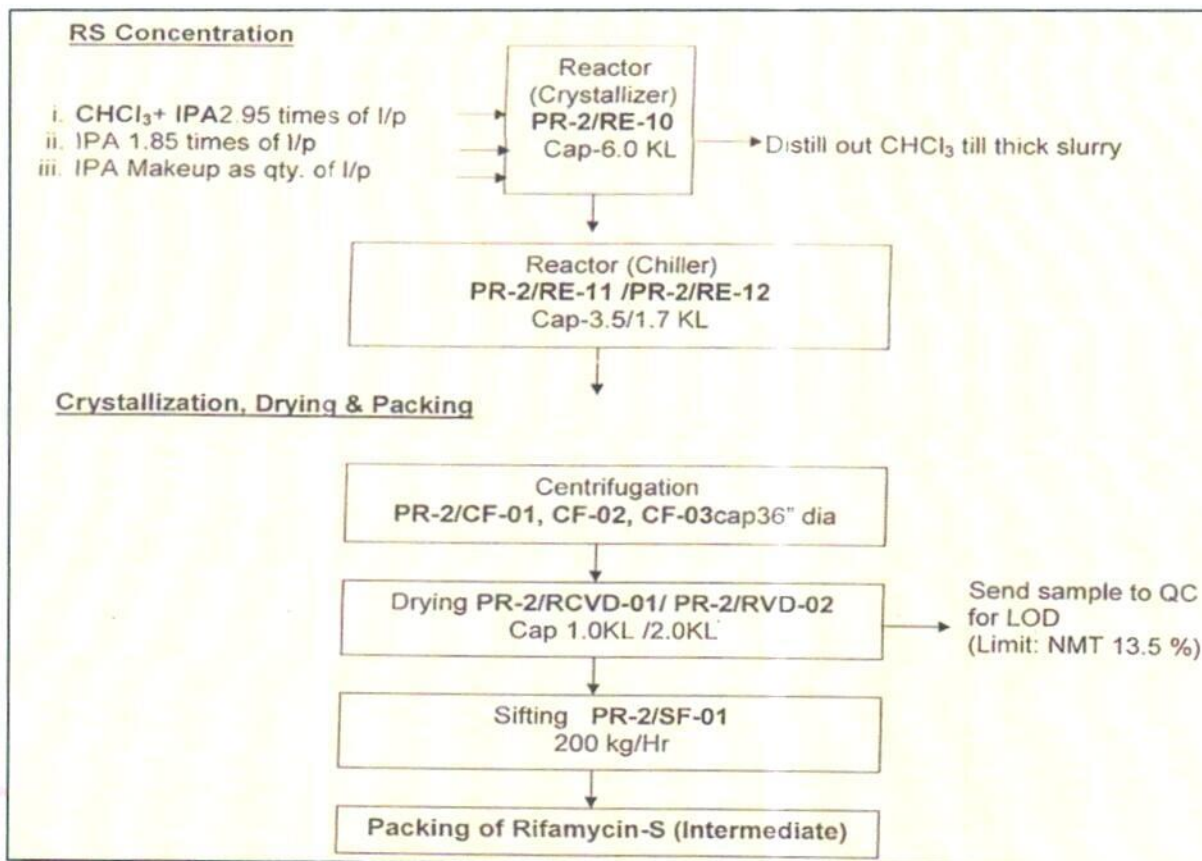 RS Concentration
Reactor
(Crystallizer)
PR-2/RE-10
Cap-6.0 KL
i. CHCl₃+ IPA2.95 times of I/p
ii. IPA 1.85 times of I/p
iii. IPA Makeup as qty. of I/p
Distill out CHCl₃ till thick slurry
Reactor (Chiller)
PR-2/RE-11 /PR-2/RE-12
Cap-3.5/1.7 KL
Crystallization, Drying & Packing
Centrifugation
PR-2/CF-01, CF-02, CF-03cap36" dia
Drying PR-2/RCVD-01/ PR-2/RVD-02
Cap 1.0KL /2.0KL
Send sample to QC
for LOD
(Limit: NMT 13.5 %)
Sifting PR-2/SF-01
200 kg/Hr
Packing of Rifamycin-S (Intermediate)